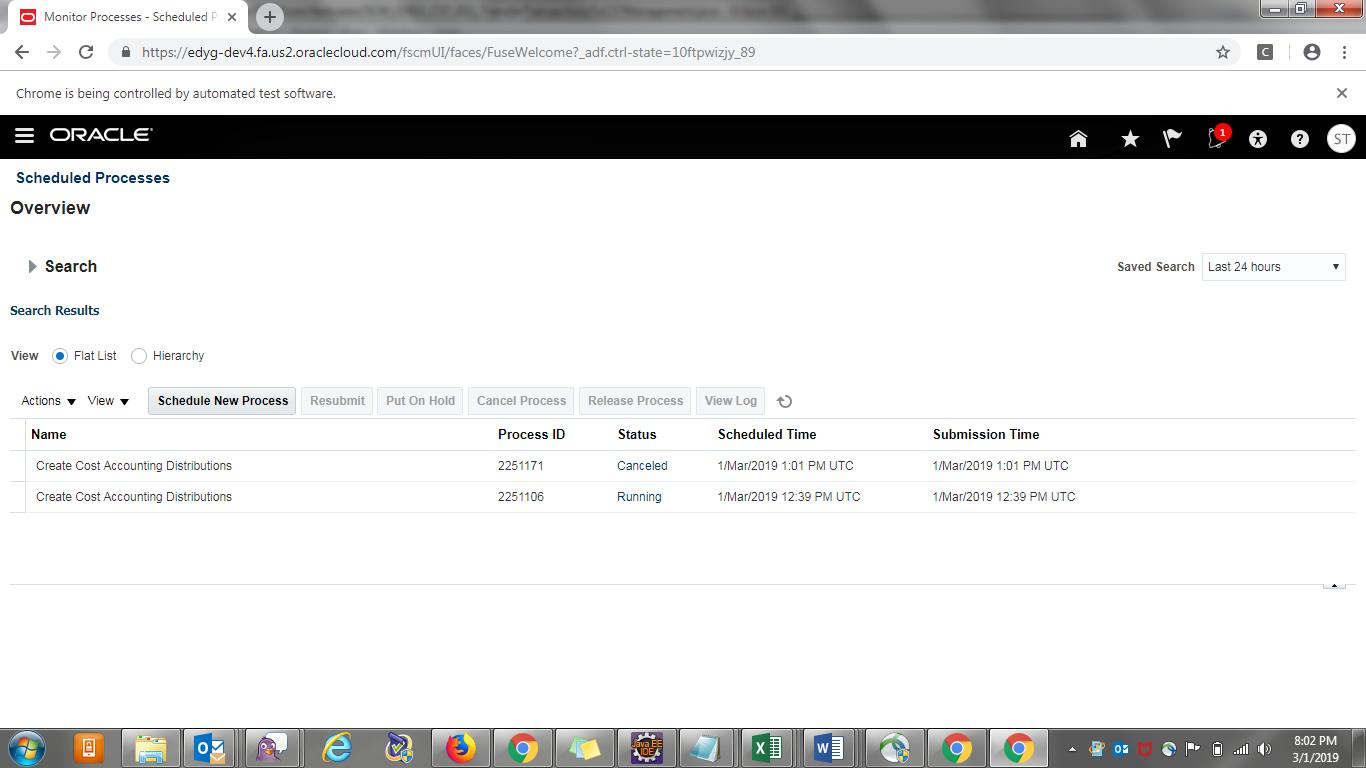 Monitor Processes - Scheduled P
https://edyg-dev4.fa.us2.oraclecloud.com/fscmUI/faces/FuseWelcome?_adf.ctrl-state=10ftpwizjy_89
C
Chrome is being controlled by automated test software.
ORACLE
1
ST
Scheduled Processes
Overview
Search
Saved Search Last 24 hours
Search Results
View Flat List Hierarchy
Actions View Schedule New Process Resubmit Put On Hold Cancel Process Release Process View Log
Name Process ID Status Scheduled Time Submission Time
Create Cost Accounting Distributions 2251171 Canceled 1/Mar/2019 1:01 PM UTC 1/Mar/2019 1:01 PM UTC
Create Cost Accounting Distributions 2251106 Running 1/Mar/2019 12:39 PM UTC 1/Mar/2019 12:39 PM UTC
Java EE
IDE
8:02 PM
3/1/2019